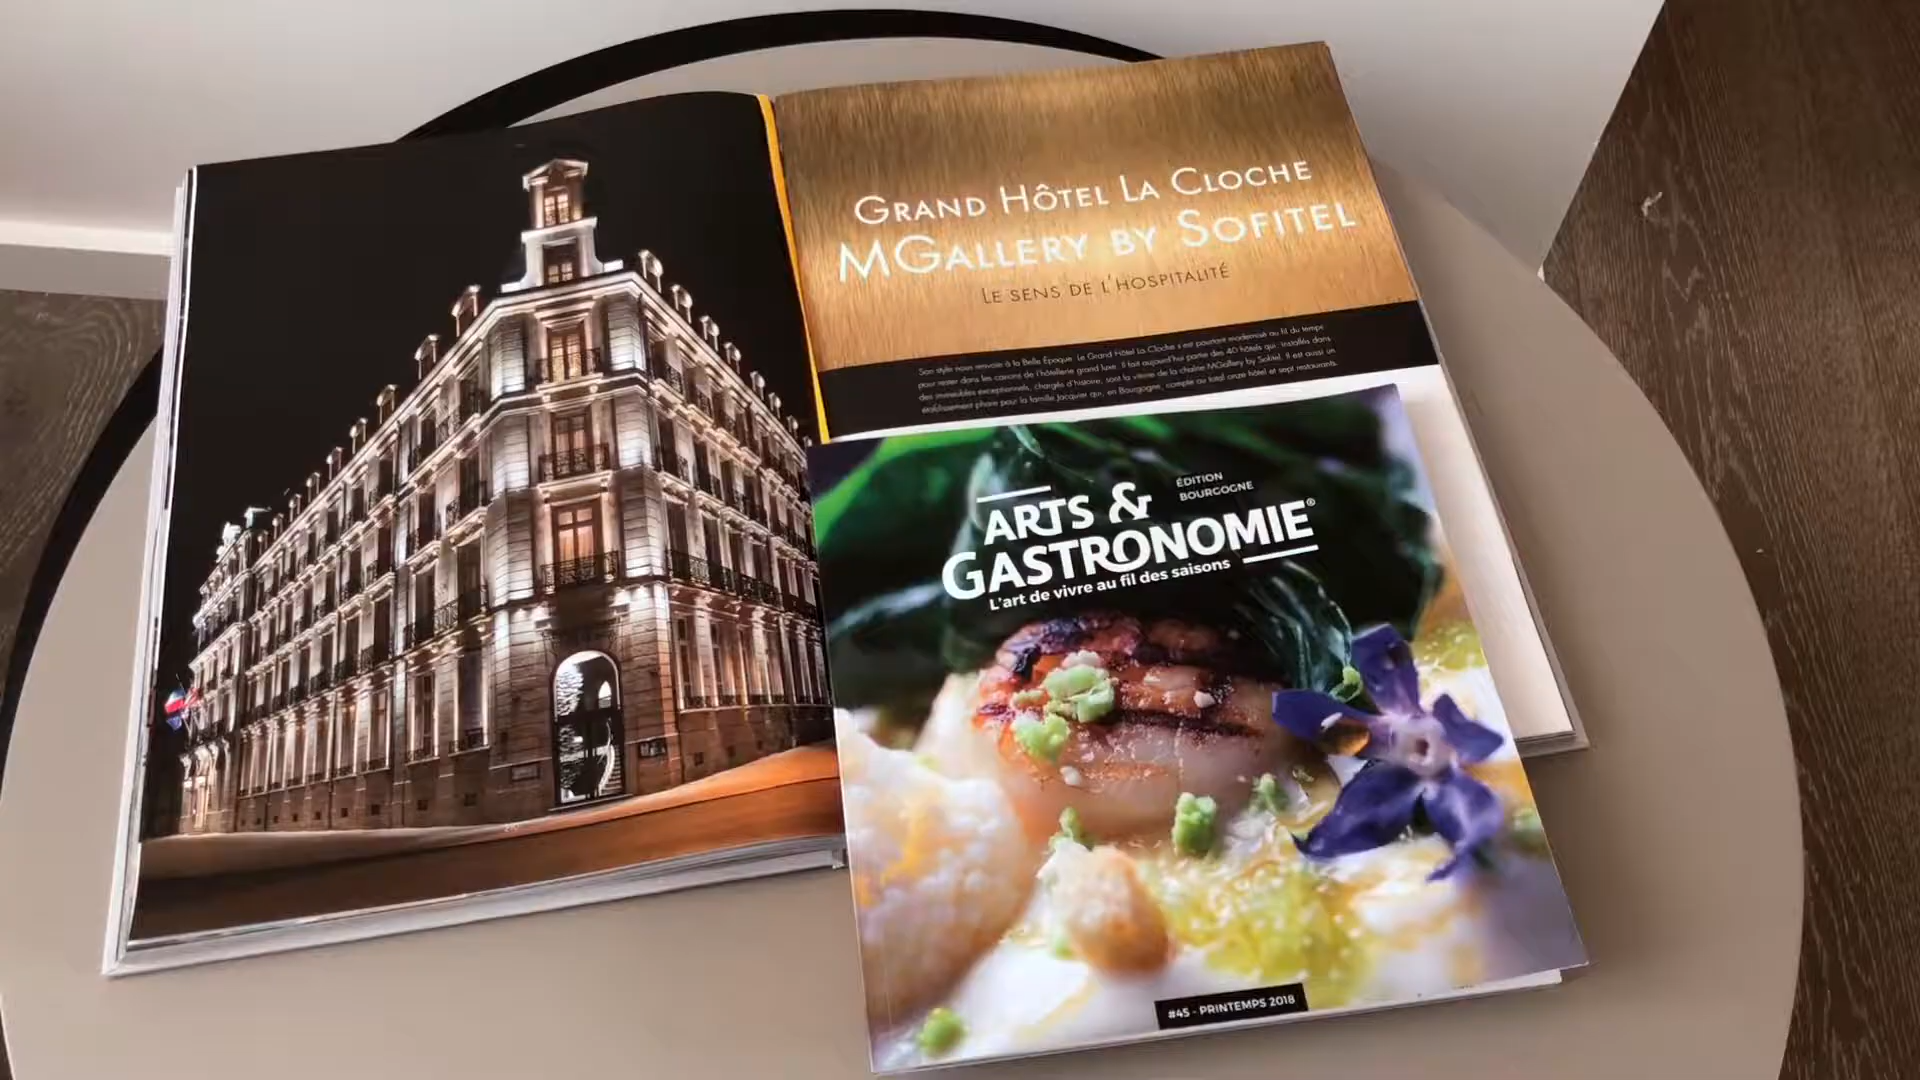 GRAND HÔTEL LA CLOCHE
MGALLERY BY SOFITEL
LE SENS DE L'HOSPITALITÉ
Son style nous renvoie à la Belle Époque. Le Grand Hôtel La Cloche s'est pourtant modernisé au fil du temps
pour rester dans les canons de l'hôtellerie grand luxe. Il fait aujourd'hui partie des 40 hôtels qui, installés dans
des immeubles exceptionnels, chargés d'histoire, sont la vitrine de la chaîne MGallery by Sofitel. Il est aussi un
établissement phare pour la famille Jacquier qui, en Bourgogne, compte au total onze hôtel et sept restaurants.
ÉDITION
BOURGOGNE
ARTS &
GASTRONOMIE®
L'art de vivre au fil des saisons
#45 - PRINTEMPS 2018